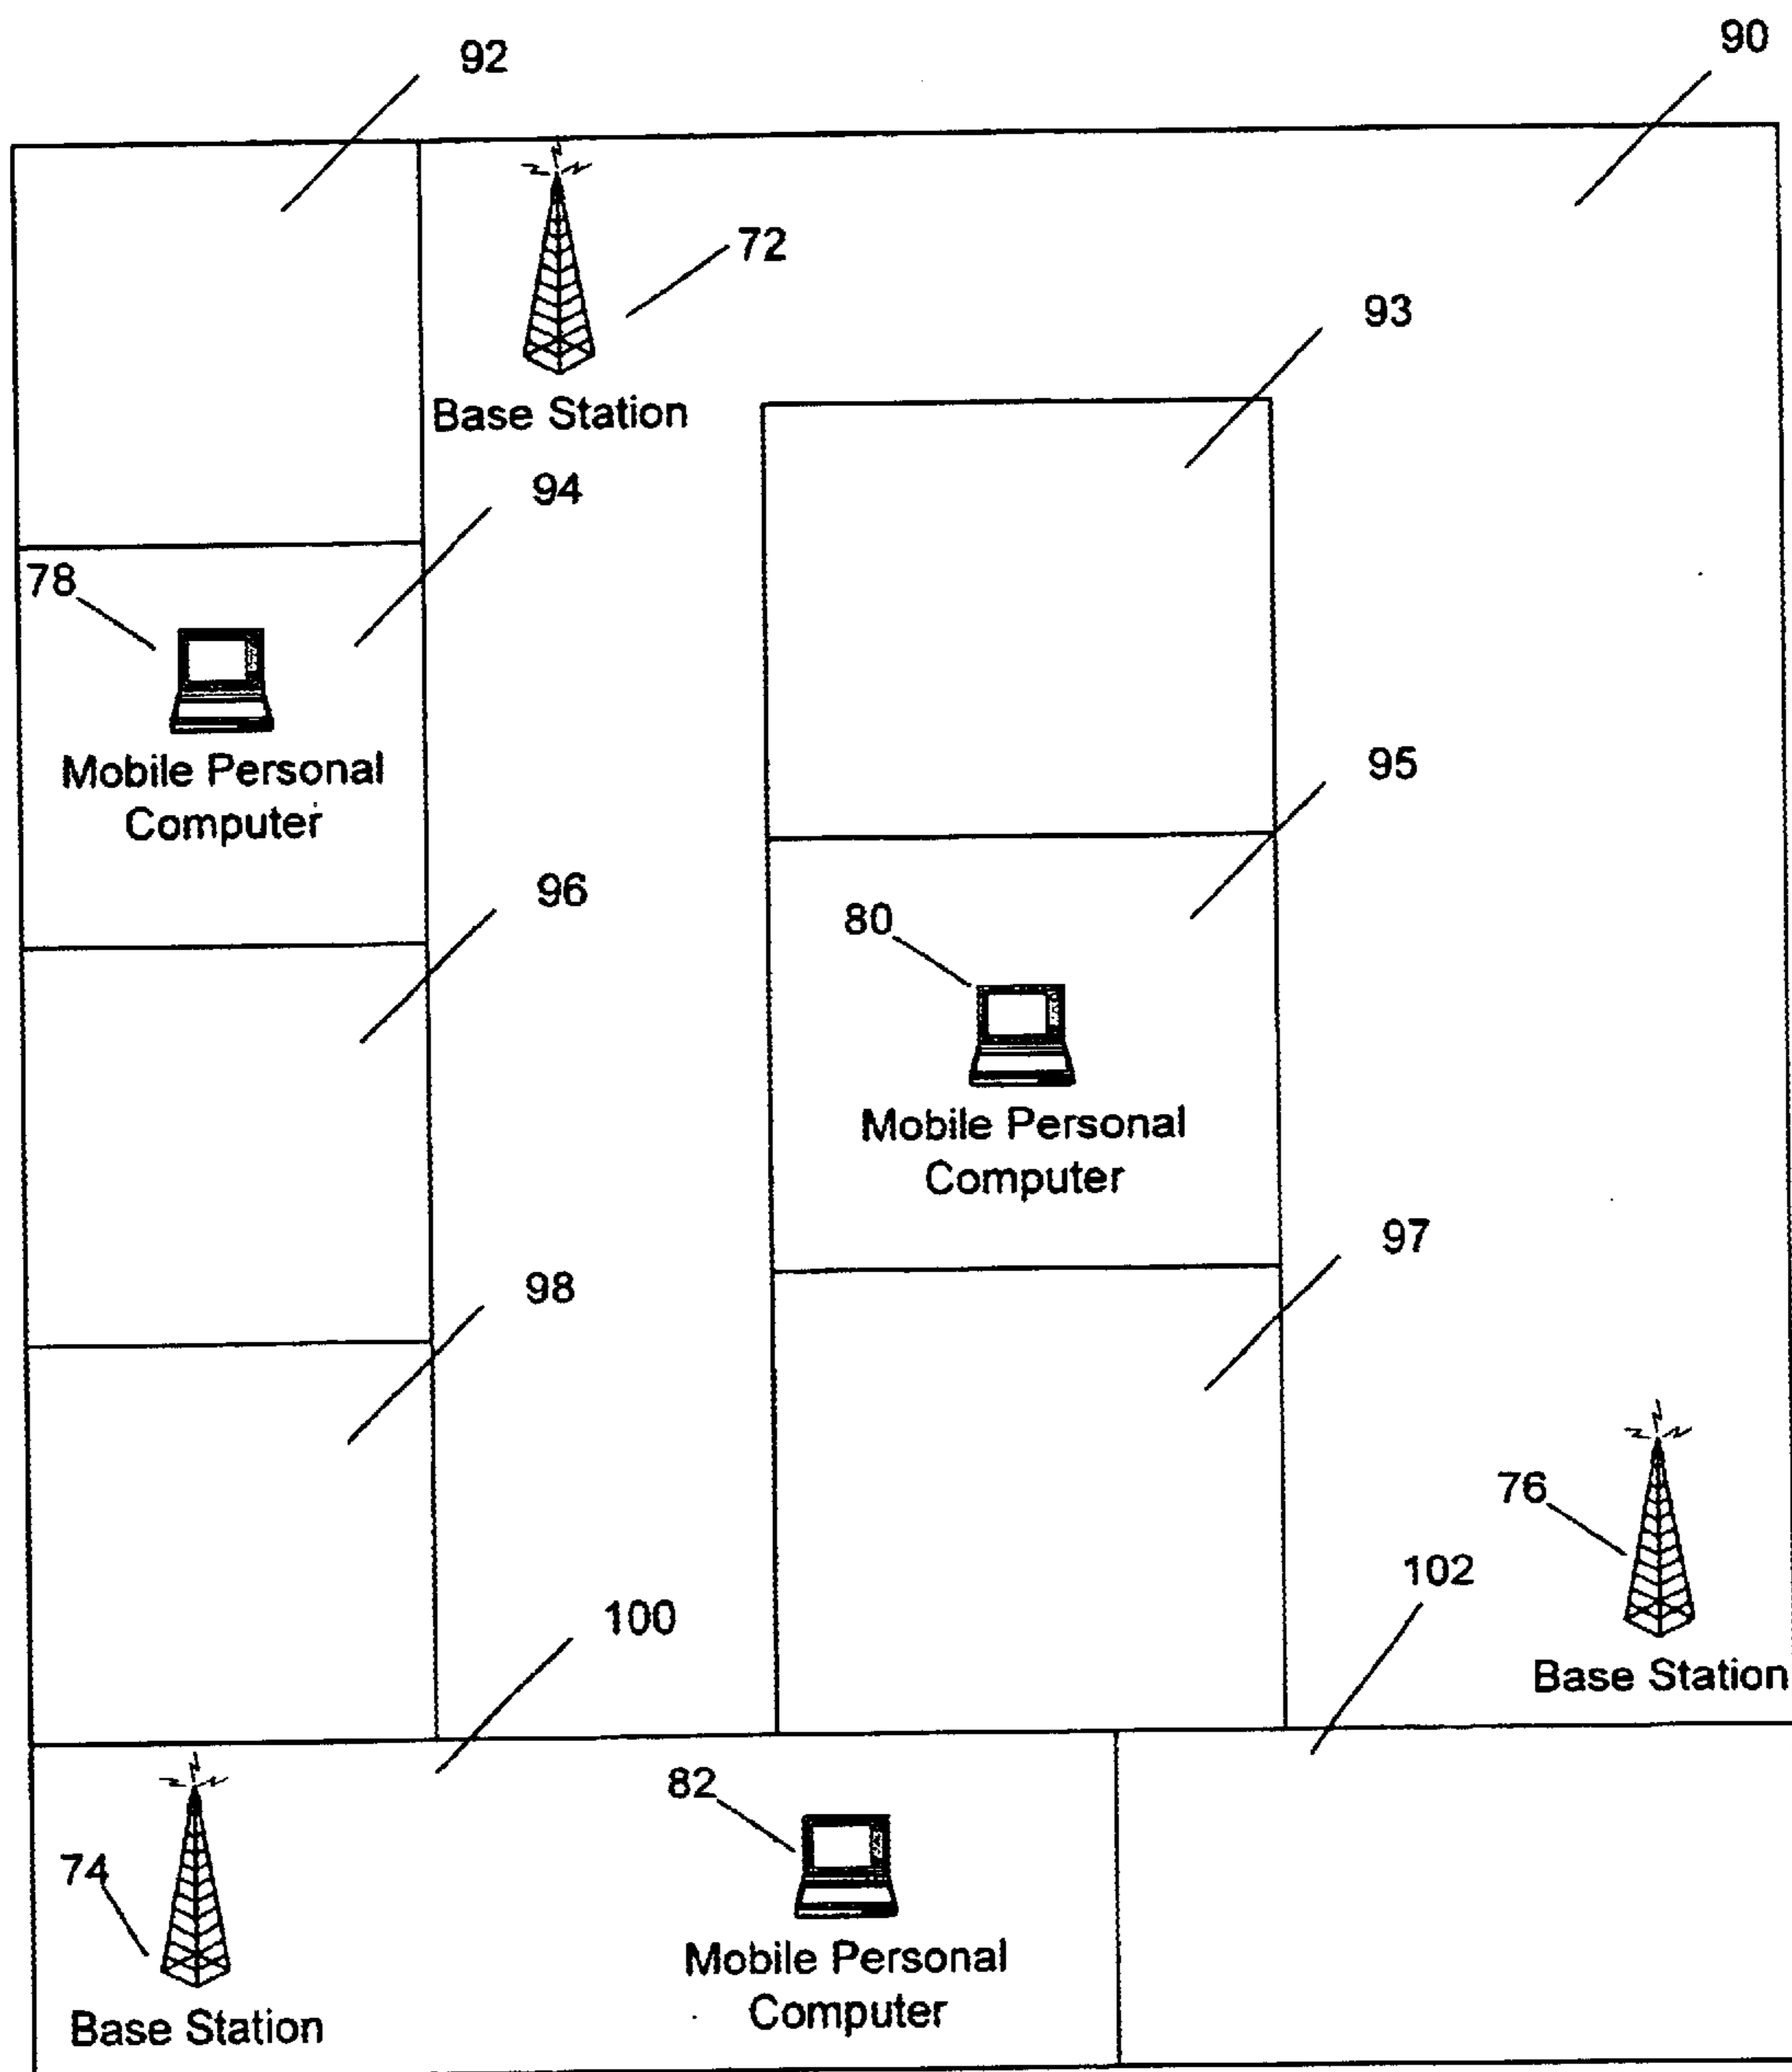 92
90
72
Base Station
93
94
78
Mobile Personal
Computer
95
96
80
Mobile Personal
Computer
97
98
76
Base Station
102
100
82
74
Mobile Personal
Computer
Base Station